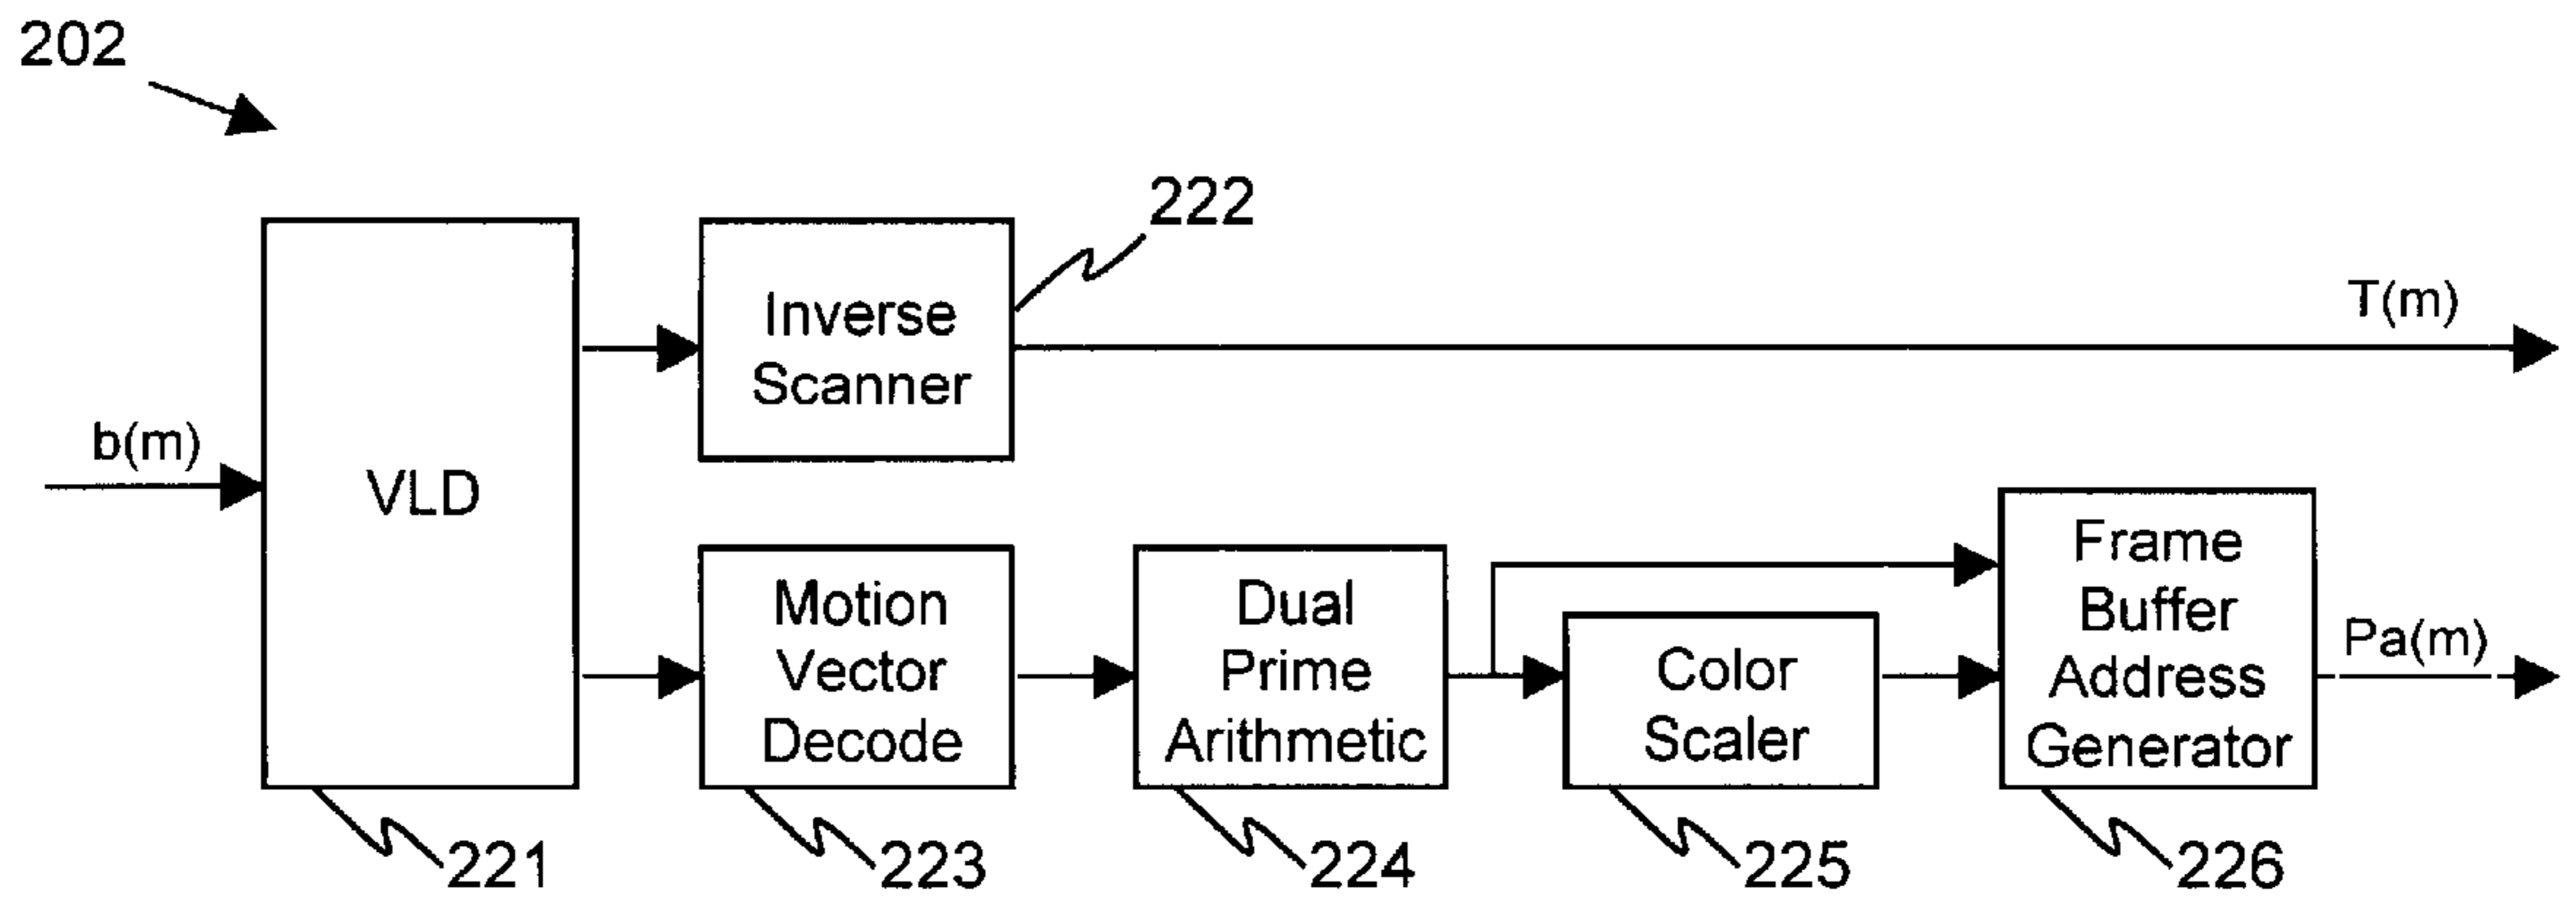 202
222
Inverse
Scanner
T(m)
b(m)
VLD
Motion
Vector
Decode
Dual
Prime
Arithmetic
Color
Scaler
Frame
Buffer
Address
Generator
Pa(m)
221
223
224
225
226